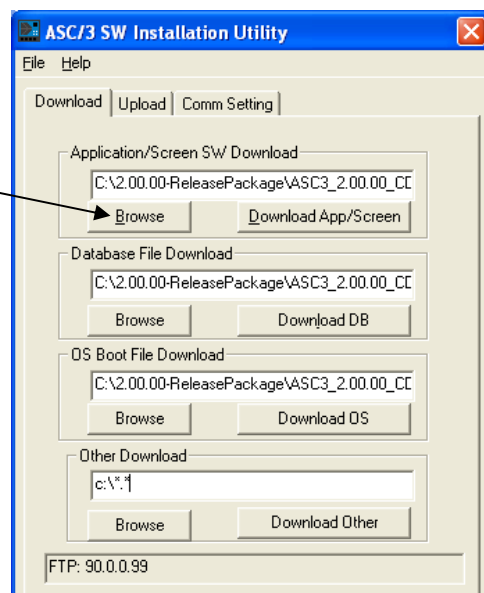 ASC/3 SW Installation Utility
File Help
Download Upload Comm Setting
Application/Screen SW Download
C:\2.00.00-ReleasePackage\ASC3_2.00.00_CD
Browse Download App/Screen
Database File Download
C:\2.00.00-ReleasePackage\ASC3_2.00.00_CD
Browse Download DB
OS Boot File Download
C:\2.00.00-ReleasePackage\ASC3_2.00.00_CD
Browse Download OS
Other Download
c:\*.*
Browse Download Other
FTP: 90.0.0.99